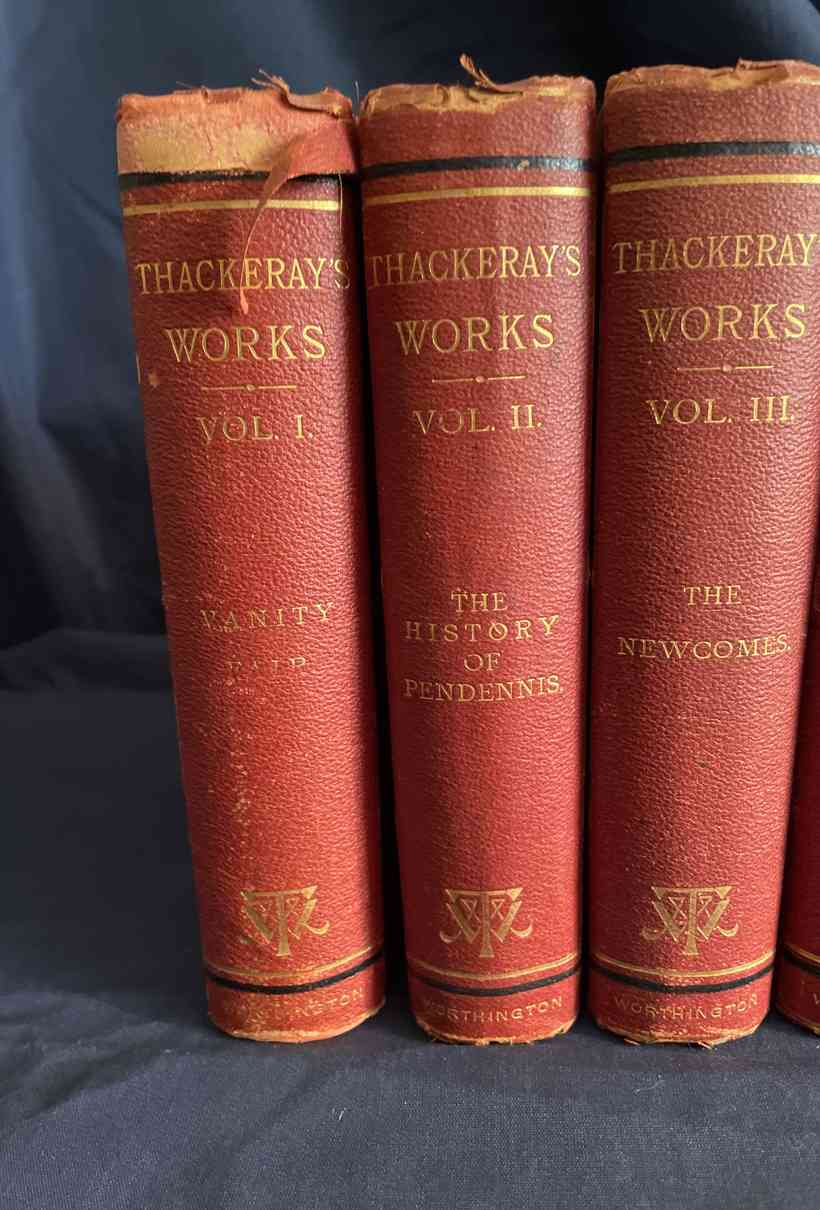 THACKERAY'S
WORKS
VOL. I.
VANITY
FAIR
THACKERAY'S
WORKS
VOL. II.
THE
HISTORY
OF
PENDENNIS.
WORTHINGTON
THACKERAY'
WORKS
VOL. III.
THE
NEWCOMES.
WORTHINGTON